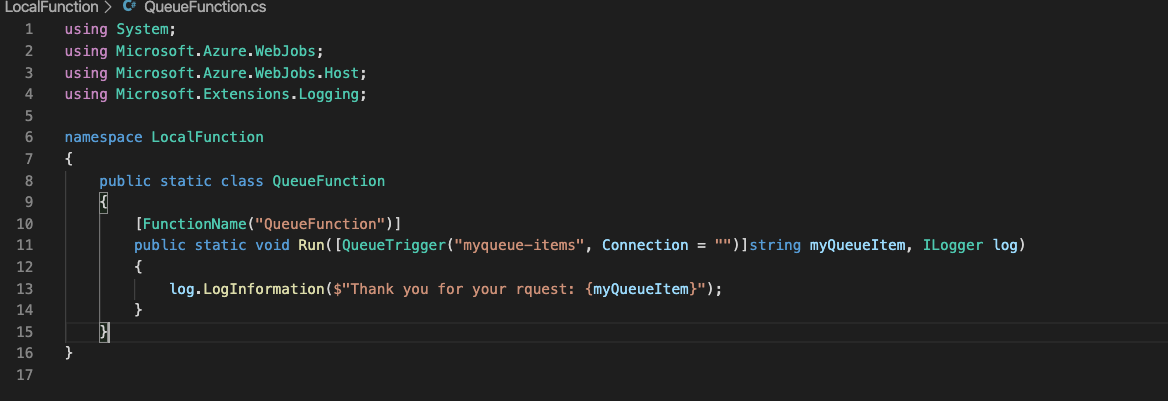 LocalFunction > C# QueueFunction.cs
1 using System;
2 using Microsoft.Azure.WebJobs;
3 using Microsoft.Azure.WebJobs.Host;
4 using Microsoft.Extensions.Logging;
5
6 namespace LocalFunction
7 {
8 public static class QueueFunction
9 {
10 [FunctionName("QueueFunction")]
11 public static void Run([QueueTrigger("myqueue-items", Connection = "")]string myQueueItem, ILogger log)
12 {
13 log.LogInformation($"Thank you for your rquest: {myQueueItem}");
14 }
15 }
16 }
17